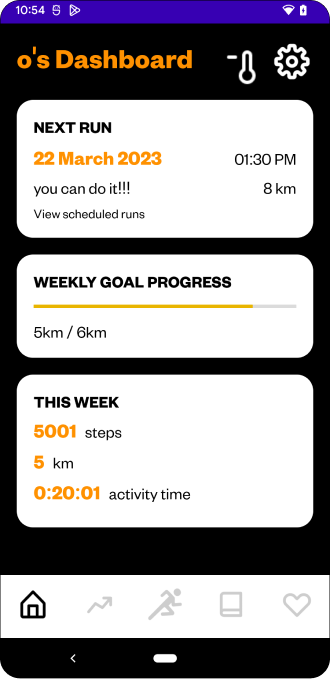 10:54
o's Dashboard
NEXT RUN
22 March 2023 01:30 PM
you can do it!!! 8 km
View scheduled runs
WEEKLY GOAL PROGRESS
5km / 6km
THIS WEEK
5001 steps
5 km
0:20:01 activity time